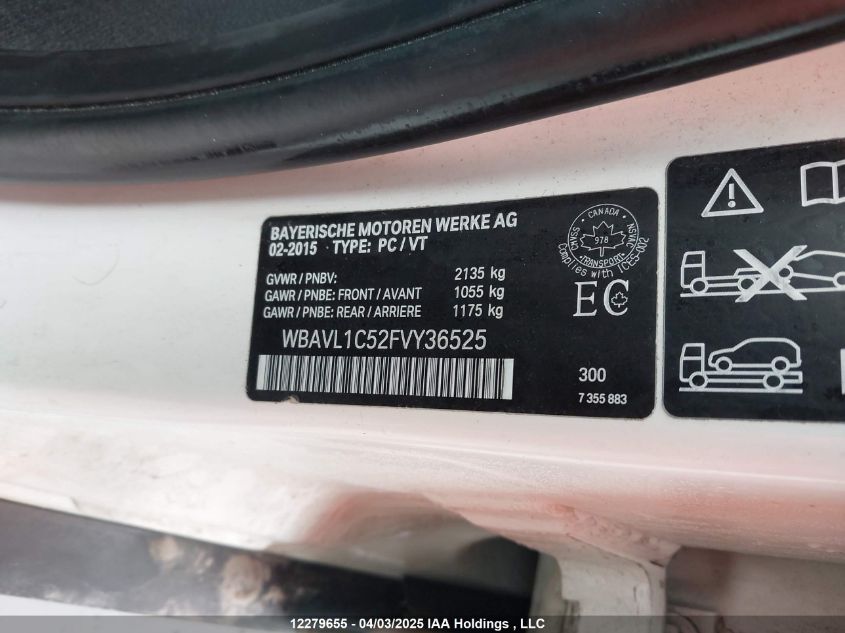 BAYERISCHE MOTOREN WERKE AG
02-2015 TYPE: PC / VT
GVWR / PNBV: 2135 kg
GAWR / PNBE: FRONT / AVANT 1055 kg
GAWR / PNBE: REAR / ARRIERE 1175 kg
WBAVL1C52FVY36525
CANADA
CMVSS
NSVAC
978
TRANSPORT
Complies with ICES-002
EC
300
7 355 883
12279655 - 04/03/2025 IAA Holdings , LLC